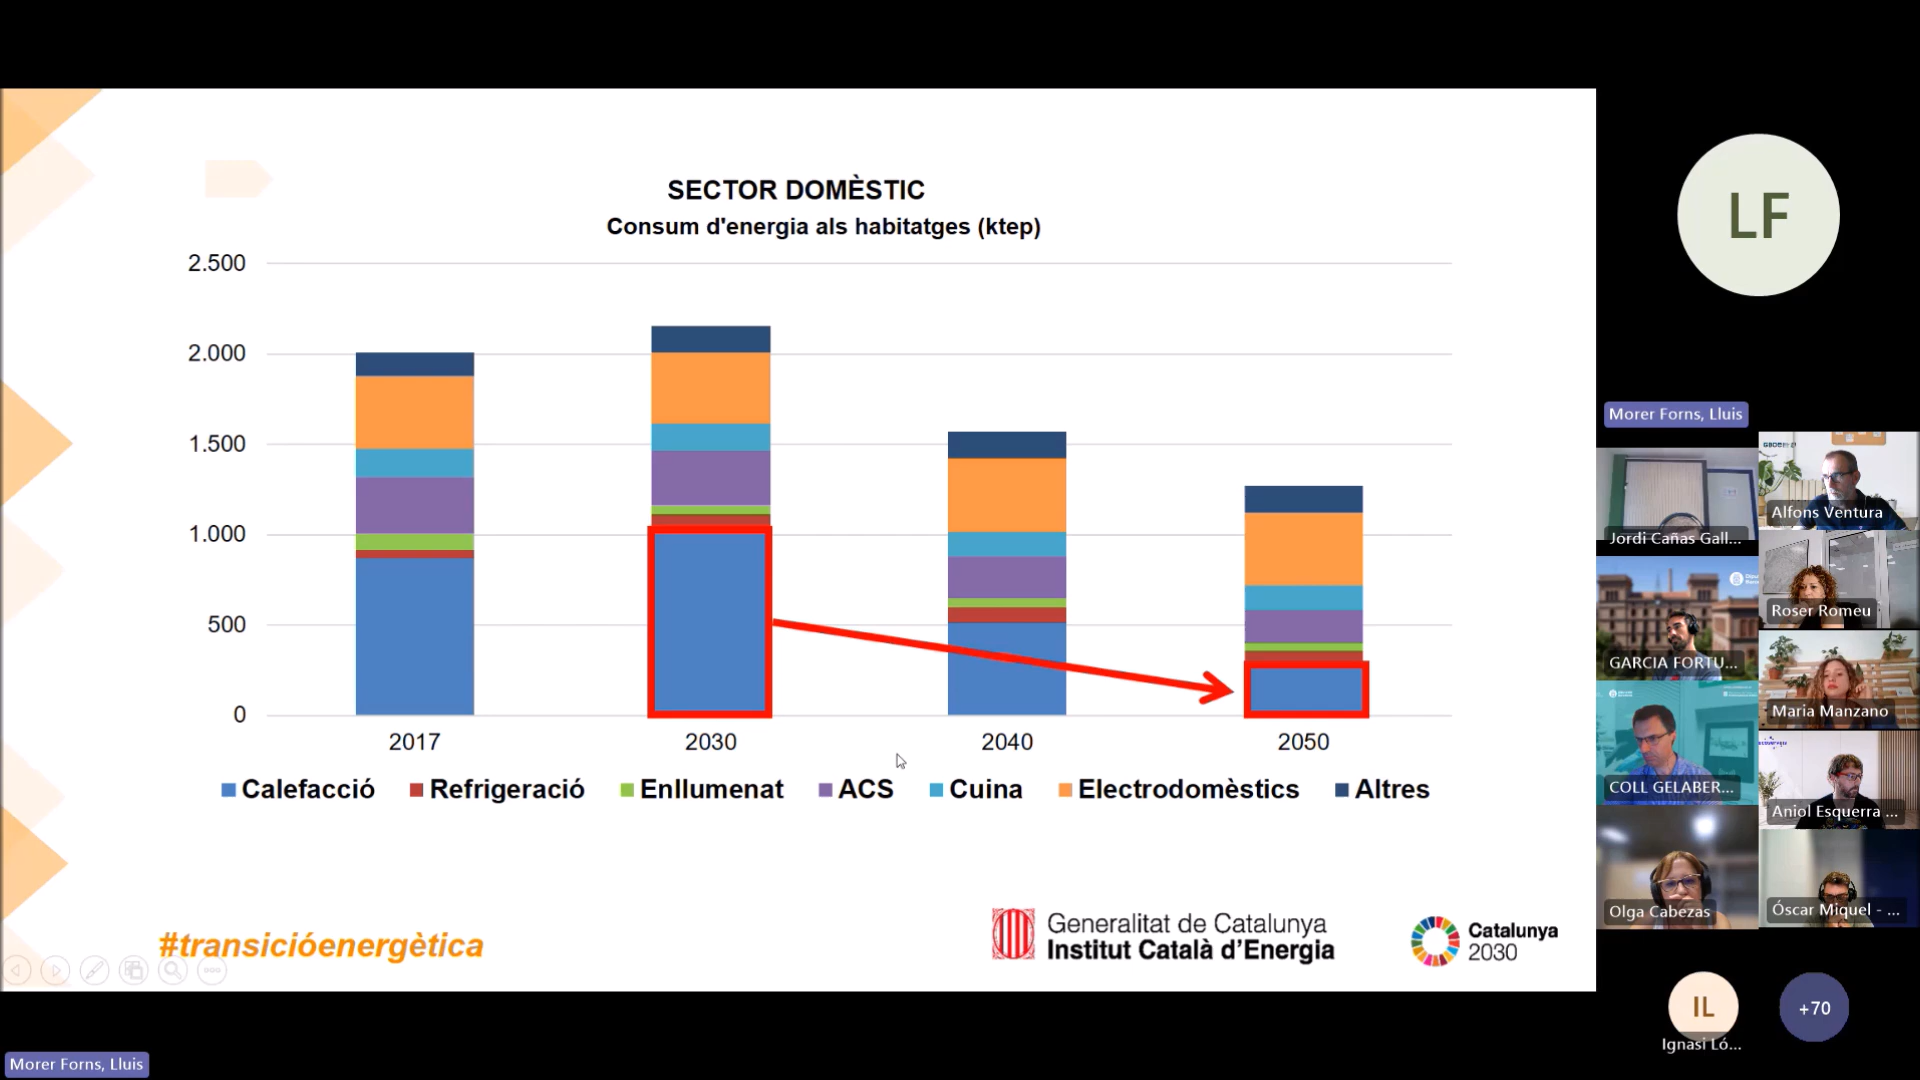 SECTOR DOMÈSTIC
Consum d'energia als habitatges (ktep)
2.500
2.000
1.500
1.000
500
0
2017 2030 2040 2050
Calefacció Refrigeració Enllumenat ACS Cuina Electrodomèstics Altres
#transicióenergètica
Generalitat de Catalunya
Institut Català d'Energia
Catalunya
2030
Morer Forns, Lluis
LF
Morer Forns, Lluis
Jordi Cañas Gall...
Alfons Ventura
GARCIA FORTU...
Roser Romeu
COLL GELABER...
Maria Manzano
Aniol Esquerra ...
Olga Cabezas
Óscar Miquel - ...
IL
Ignasi Ló...
+70